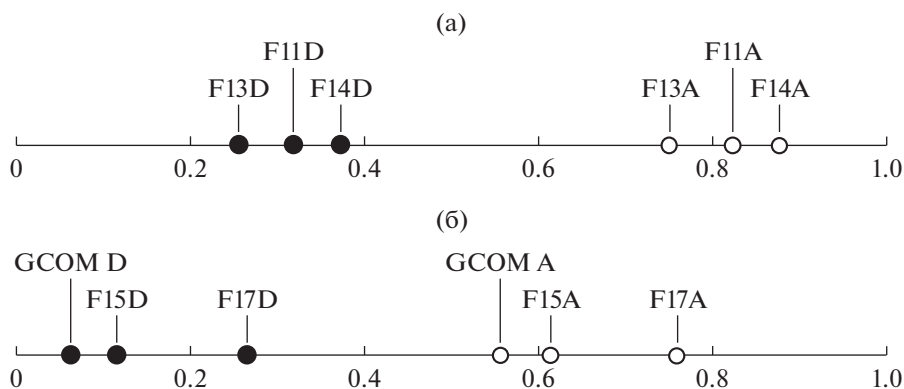 (а)
F11D F11A
F13D F14D F13A F14A
0 0.2 0.4 0.6 0.8 1.0
(б)
GCOM D GCOM A
F15D F17D F15A F17A
0 0.2 0.4 0.6 0.8 1.0